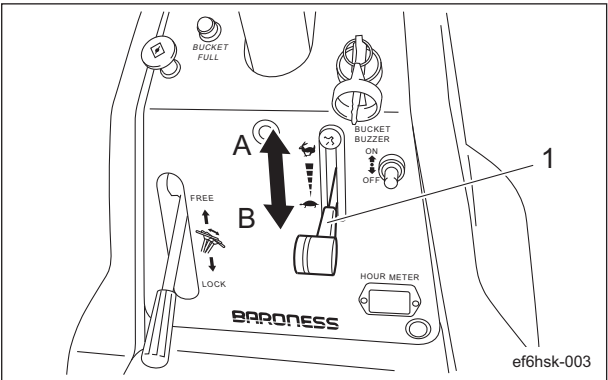 BUCKET
FULL
BUCKET
BUZZER
ON
OFF
A
B
1
FREE
LOCK
HOUR METER
BARONESS
ef6hsk-003